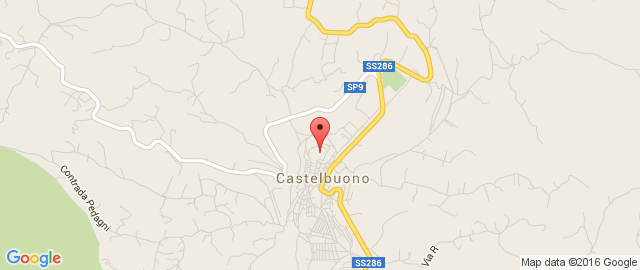 SS286
SP9
Castelbuono
Contrada Pedagni
Via R
SS286
Google
Map data ©2016 Google